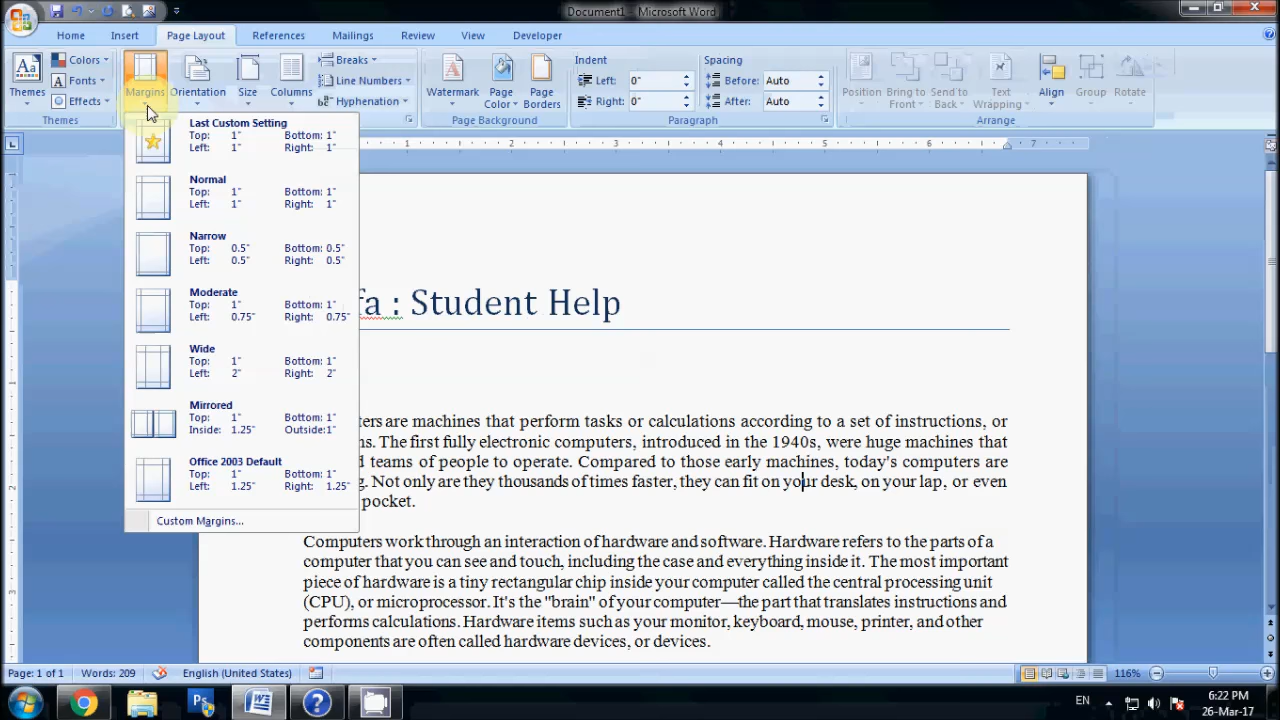 Document1 - Microsoft Word
Home Insert Page Layout References Mailings Review View Developer
Themes
Colors
Fonts
Effects
Themes
Margins
Orientation
Size
Columns
Breaks
Line Numbers
Hyphenation
Watermark
Page Color
Page Borders
Page Background
Indent
Left: 0"
Right: 0"
Spacing
Before: Auto
After: Auto
Paragraph
Position
Bring to Front
Send to Back
Text Wrapping
Align
Group
Rotate
Arrange
Last Custom Setting
Top: 1" Bottom: 1"
Left: 1" Right: 1"
Normal
Top: 1" Bottom: 1"
Left: 1" Right: 1"
Narrow
Top: 0.5" Bottom: 0.5"
Left: 0.5" Right: 0.5"
Moderate
Top: 1" Bottom: 1"
Left: 0.75" Right: 0.75"
Wide
Top: 1" Bottom: 1"
Left: 2" Right: 2"
Mirrored
Top: 1" Bottom: 1"
Inside: 1.25" Outside: 1"
Office 2003 Default
Top: 1" Bottom: 1"
Left: 1.25" Right: 1.25"
Custom Margins...
1 2 3 4 5 6 7
1
2
3
fa : Student Help
ters are machines that perform tasks or calculations according to a set of instructions, or
ns. The first fully electronic computers, introduced in the 1940s, were huge machines that
d teams of people to operate. Compared to those early machines, today's computers are
g. Not only are they thousands of times faster, they can fit on your desk, on your lap, or even
pocket.
Computers work through an interaction of hardware and software. Hardware refers to the parts of a
computer that you can see and touch, including the case and everything inside it. The most important
piece of hardware is a tiny rectangular chip inside your computer called the central processing unit
(CPU), or microprocessor. It's the "brain" of your computer—the part that translates instructions and
performs calculations. Hardware items such as your monitor, keyboard, mouse, printer, and other
components are often called hardware devices, or devices.
Page: 1 of 1 Words: 209 English (United States) 116%
Ps
EN
6:22 PM
26-Mar-17